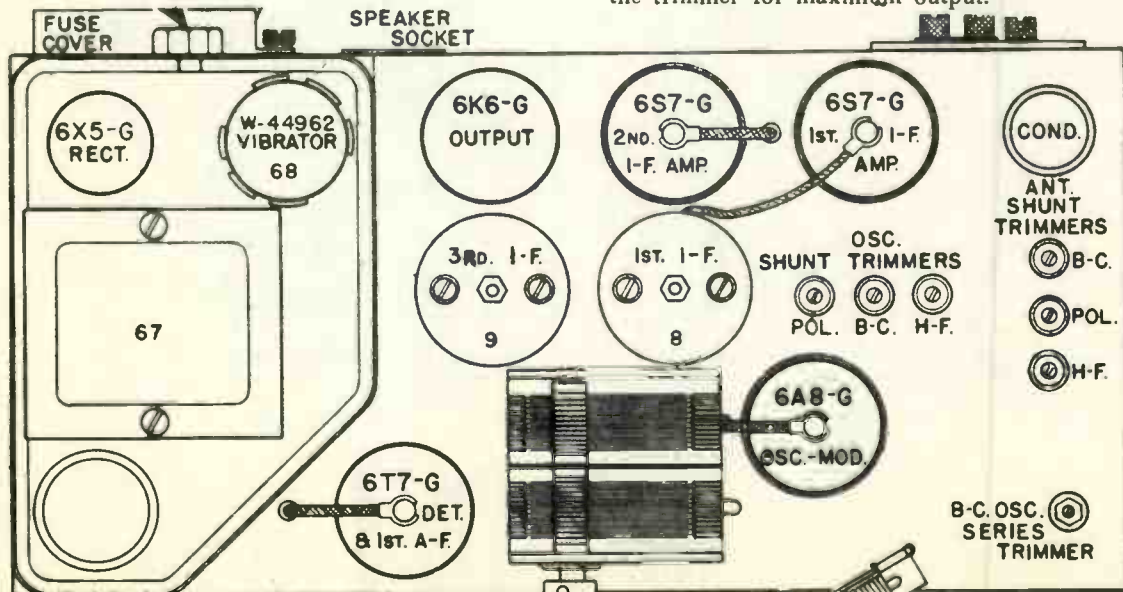 the trimmer for maximum output.
FUSE
COVER
SPEAKER
SOCKET
6X5-G
RECT.
W-44962
VIBRATOR
68
6K6-G
OUTPUT
6S7-G
2ND.
I-F. AMP.
6S7-G
1ST. I-F.
AMP.
COND.
ANT.
SHUNT
TRIMMERS
B-C.
POL.
H-F.
3RD. I-F.
9
1ST. I-F.
8
OSC.
SHUNT TRIMMERS
POL. B-C. H-F.
67
6A8-G
OSC.-MOD.
6T7-G
DET.
& 1ST. A-F.
B-C. OSC.
SERIES
TRIMMER